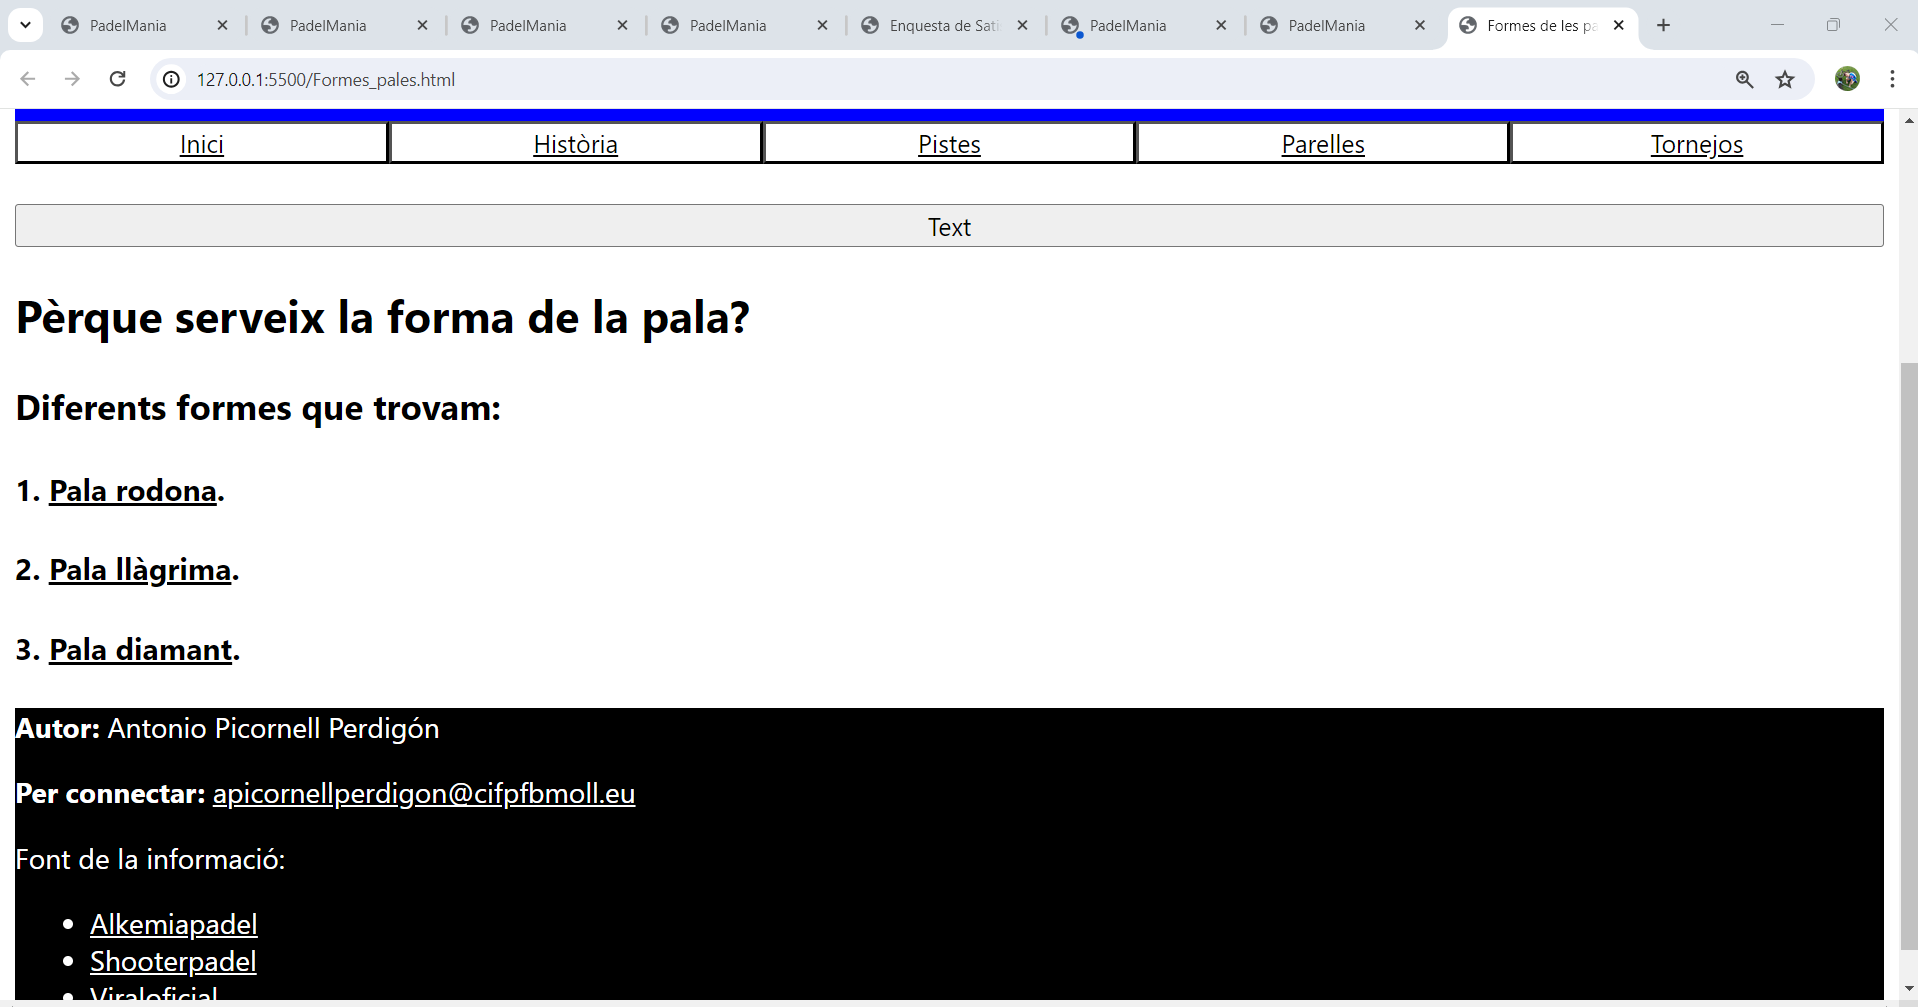 PadelMania PadelMania PadelMania PadelMania Enquesta de Sati PadelMania PadelMania Formes de les pa
127.0.0.1:5500/Formes_pales.html
Inici Història Pistes Parelles Tornejos
Text
Pèrque serveix la forma de la pala?
Diferents formes que trovam:
1. Pala rodona.
2. Pala llàgrima.
3. Pala diamant.
Autor: Antonio Picornell Perdigón
Per connectar: apicornellperdigon@cifpfbmoll.eu
Font de la informació:
• Alkemiapadel
• Shooterpadel
• Viraloficial